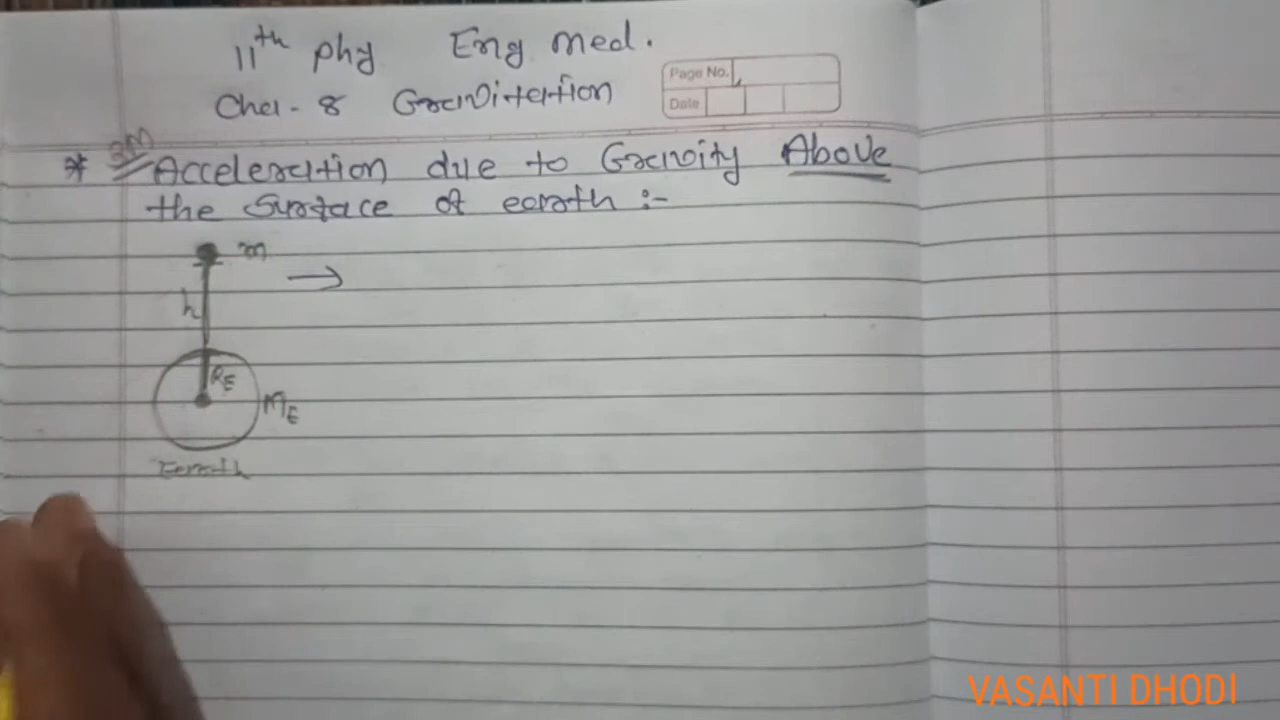 11th phy Eng med.
Cha - 8 Gravitation
Page No.
Date
* 3M Acceleration due to Gravity Above
the Surface of earth :-
m
h
RE
ME
Earth
VASANTI DHODI